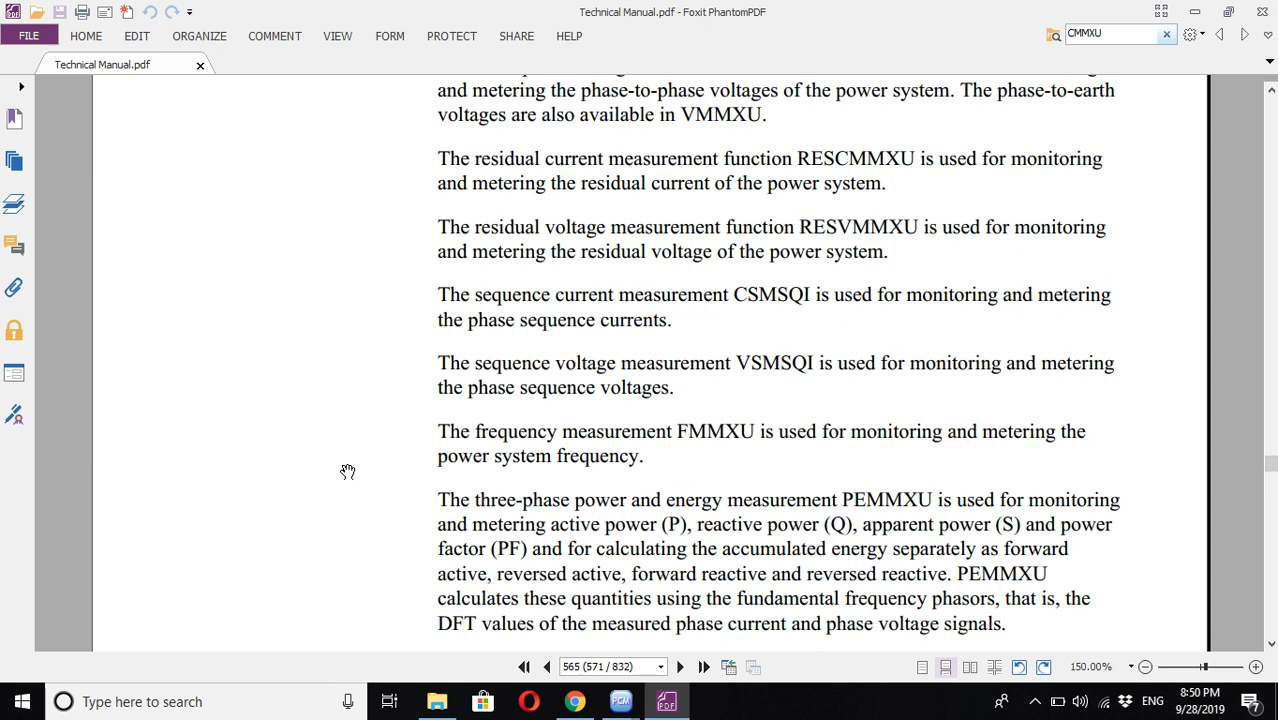 Technical Manual.pdf - Foxit PhantomPDF
FILE HOME EDIT ORGANIZE COMMENT VIEW FORM PROTECT SHARE HELP
CMMXU
Technical Manual.pdf
and metering the phase-to-phase voltages of the power system. The phase-to-earth
voltages are also available in VMMXU.
The residual current measurement function RESCMMXU is used for monitoring
and metering the residual current of the power system.
The residual voltage measurement function RESVMMXU is used for monitoring
and metering the residual voltage of the power system.
The sequence current measurement CSMSQI is used for monitoring and metering
the phase sequence currents.
The sequence voltage measurement VSMSQI is used for monitoring and metering
the phase sequence voltages.
The frequency measurement FMMXU is used for monitoring and metering the
power system frequency.
The three-phase power and energy measurement PEMMXU is used for monitoring
and metering active power (P), reactive power (Q), apparent power (S) and power
factor (PF) and for calculating the accumulated energy separately as forward
active, reversed active, forward reactive and reversed reactive. PEMMXU
calculates these quantities using the fundamental frequency phasors, that is, the
DFT values of the measured phase current and phase voltage signals.
565 (571 / 832)
150.00%
Type here to search
PCM
PDF
ENG
8:50 PM
9/28/2019
7